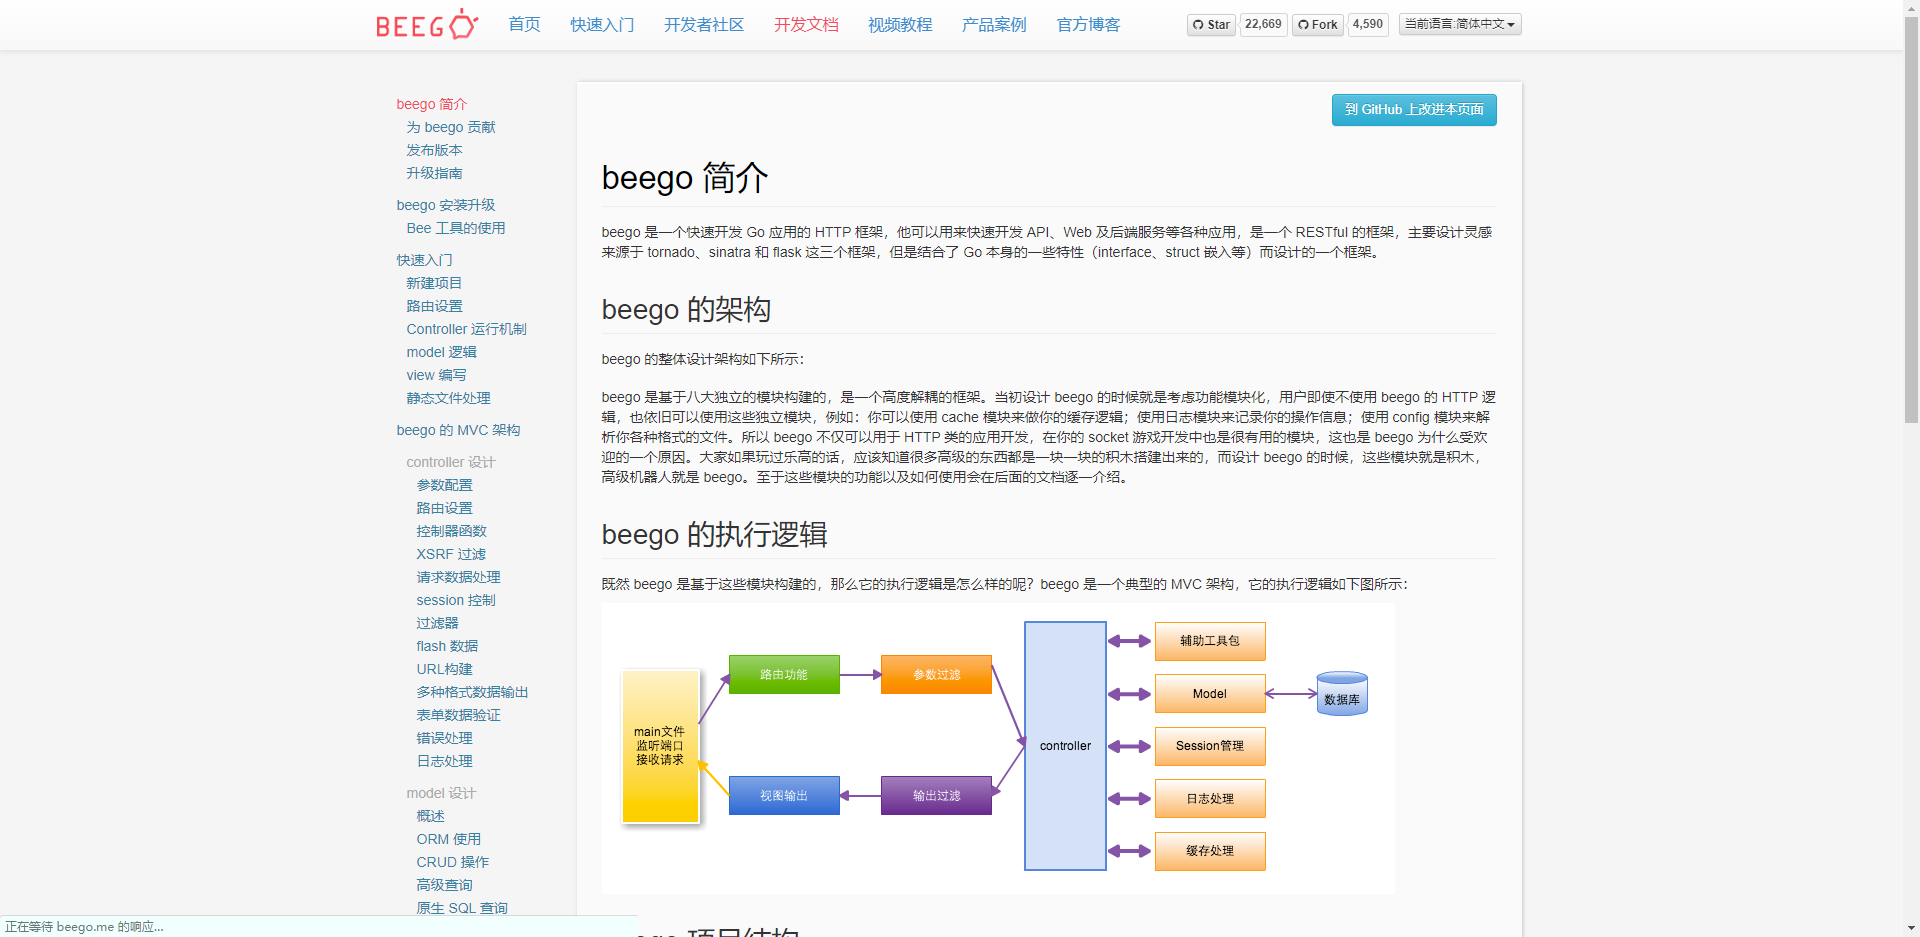 BEEGO 首页 快速入门 开发者社区 开发文档 视频教程 产品案例 官方博客 Star 22,669 Fork 4,590 当前语言:简体中文
beego 简介
为 beego 贡献
发布版本
升级指南
beego 安装升级
Bee 工具的使用
快速入门
新建项目
路由设置
Controller 运行机制
model 逻辑
view 编写
静态文件处理
beego 的 MVC 架构
controller 设计
参数配置
路由设置
控制器函数
XSRF 过滤
请求数据处理
session 控制
过滤器
flash 数据
URL构建
多种格式数据输出
表单数据验证
错误处理
日志处理
model 设计
概述
ORM 使用
CRUD 操作
高级查询
原生 SQL 查询
到 GitHub 上改进本页面
beego 简介
beego 是一个快速开发 Go 应用的 HTTP 框架，他可以用来快速开发 API、Web 及后端服务等各种应用，是一个 RESTful 的框架，主要设计灵感
来源于 tornado、sinatra 和 flask 这三个框架，但是结合了 Go 本身的一些特性（interface、struct 嵌入等）而设计的一个框架。
beego 的架构
beego 的整体设计架构如下所示：
beego 是基于八大独立的模块构建的，是一个高度解耦的框架。当初设计 beego 的时候就是考虑功能模块化，用户即使不使用 beego 的 HTTP 逻
辑，也依旧可以使用这些独立模块，例如：你可以使用 cache 模块来做你的缓存逻辑；使用日志模块来记录你的操作信息；使用 config 模块来解
析你各种格式的文件。所以 beego 不仅可以用于 HTTP 类的应用开发，在你的 socket 游戏开发中也是很有用的模块，这也是 beego 为什么受欢
迎的一个原因。大家如果玩过乐高的话，应该知道很多高级的东西都是一块一块的积木搭建出来的，而设计 beego 的时候，这些模块就是积木，
高级机器人就是 beego。至于这些模块的功能以及如何使用会在后面的文档逐一介绍。
beego 的执行逻辑
既然 beego 是基于这些模块构建的，那么它的执行逻辑是怎么样的呢？beego 是一个典型的 MVC 架构，它的执行逻辑如下图所示：
main文件
监听端口
接收请求
路由功能
参数过滤
视图输出
输出过滤
controller
辅助工具包
Model
Session管理
日志处理
缓存处理
数据库
正在等待 beego.me 的响应...